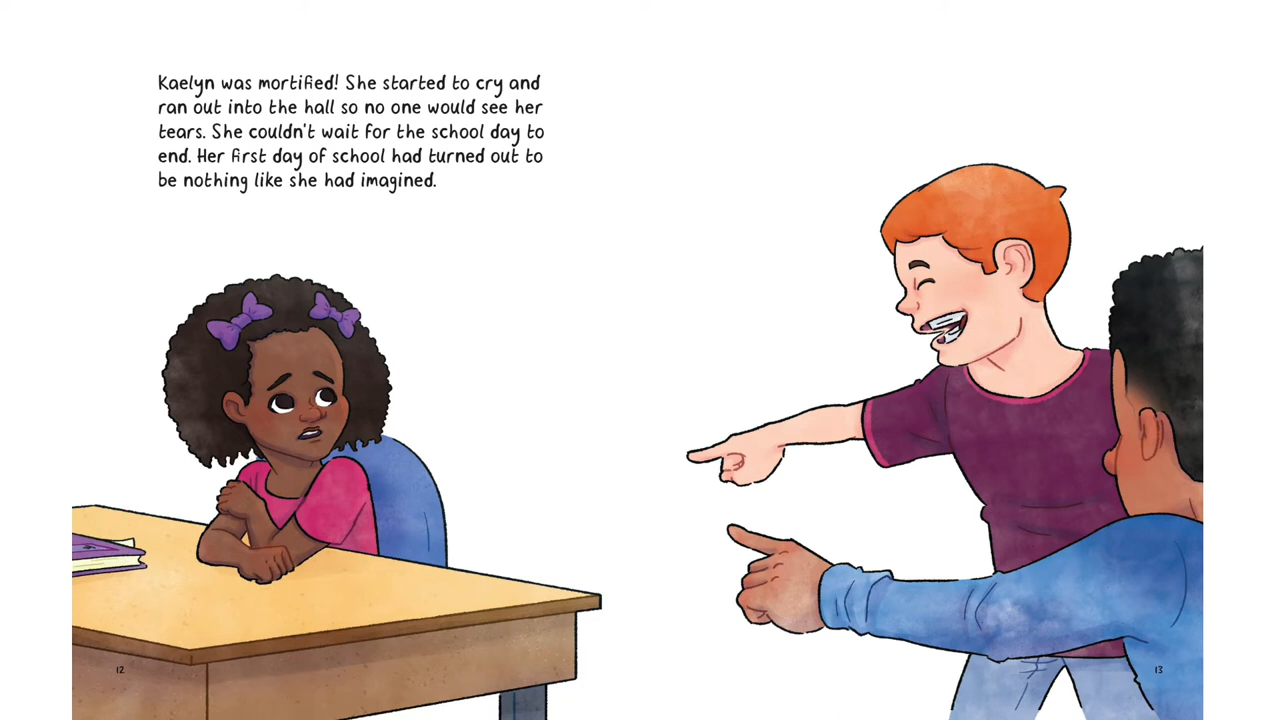 Kaelyn was mortified! She started to cry and
ran out into the hall so no one would see her
tears. She couldn't wait for the school day to
end. Her first day of school had turned out to
be nothing like she had imagined.
12
13